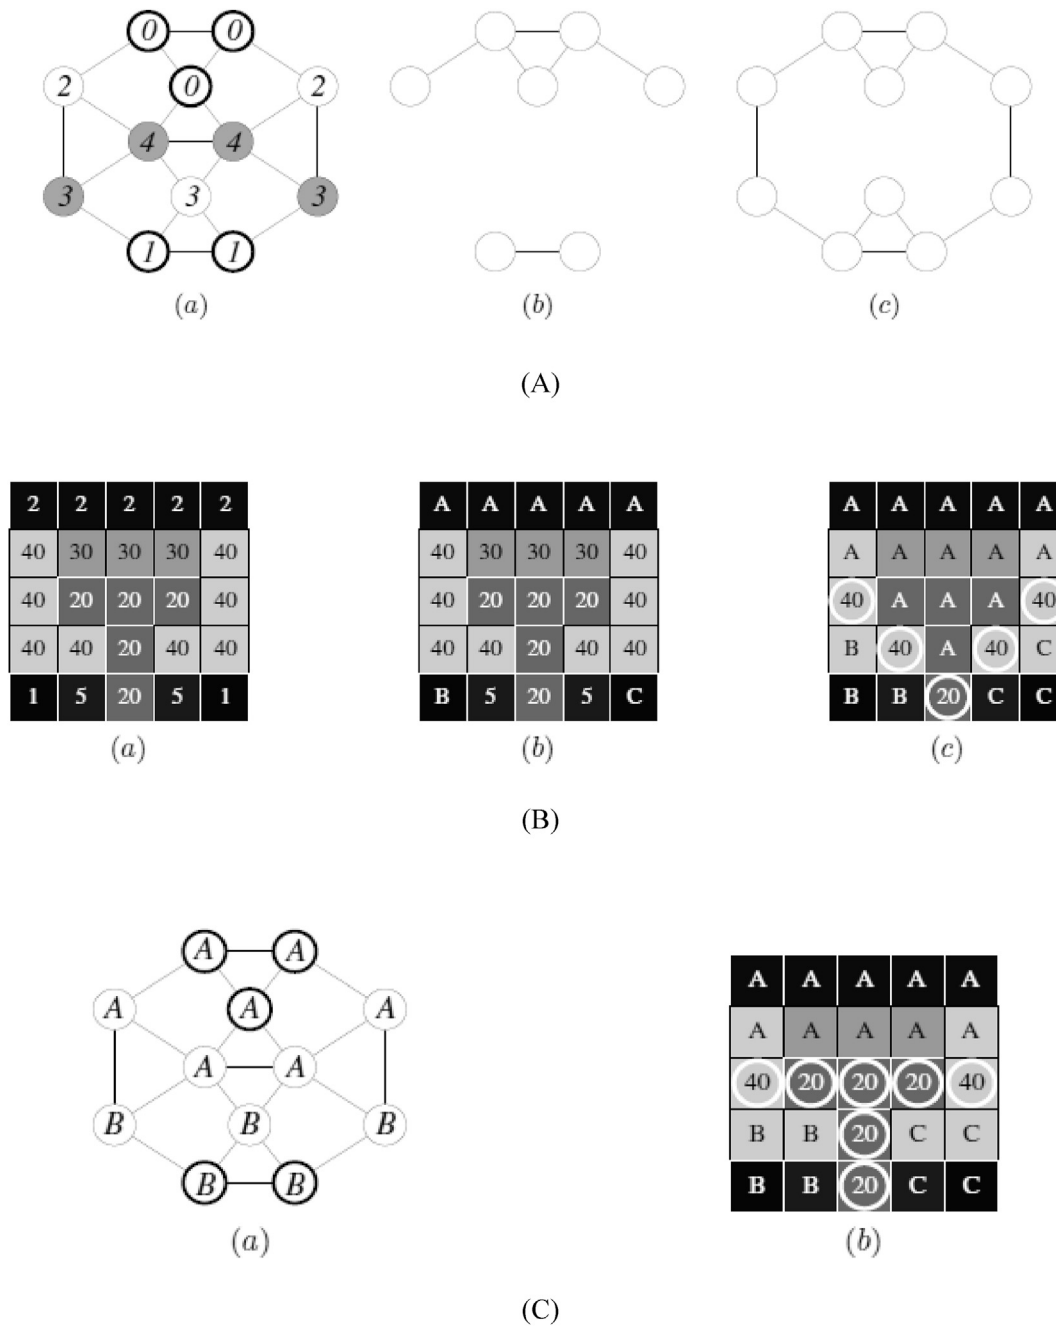 0 0
2 0 2
4 4
3 3 3
1 1
(a) (b) (c)
(A)
2 2 2 2 2 A A A A A A A A A A
40 30 30 30 40 40 30 30 30 40 A A A A A
40 20 20 20 40 40 20 20 20 40 40 A A A 40
40 40 20 40 40 40 40 20 40 40 B 40 A 40 C
1 5 20 5 1 B 5 20 5 C B B 20 C C
(a) (b) (c)
(B)
A A
A A A
A A
B B B
B B
(a)
A A A A A
A A A A A
40 20 20 20 40
B B 20 C C
B B 20 C C
(b)
(C)